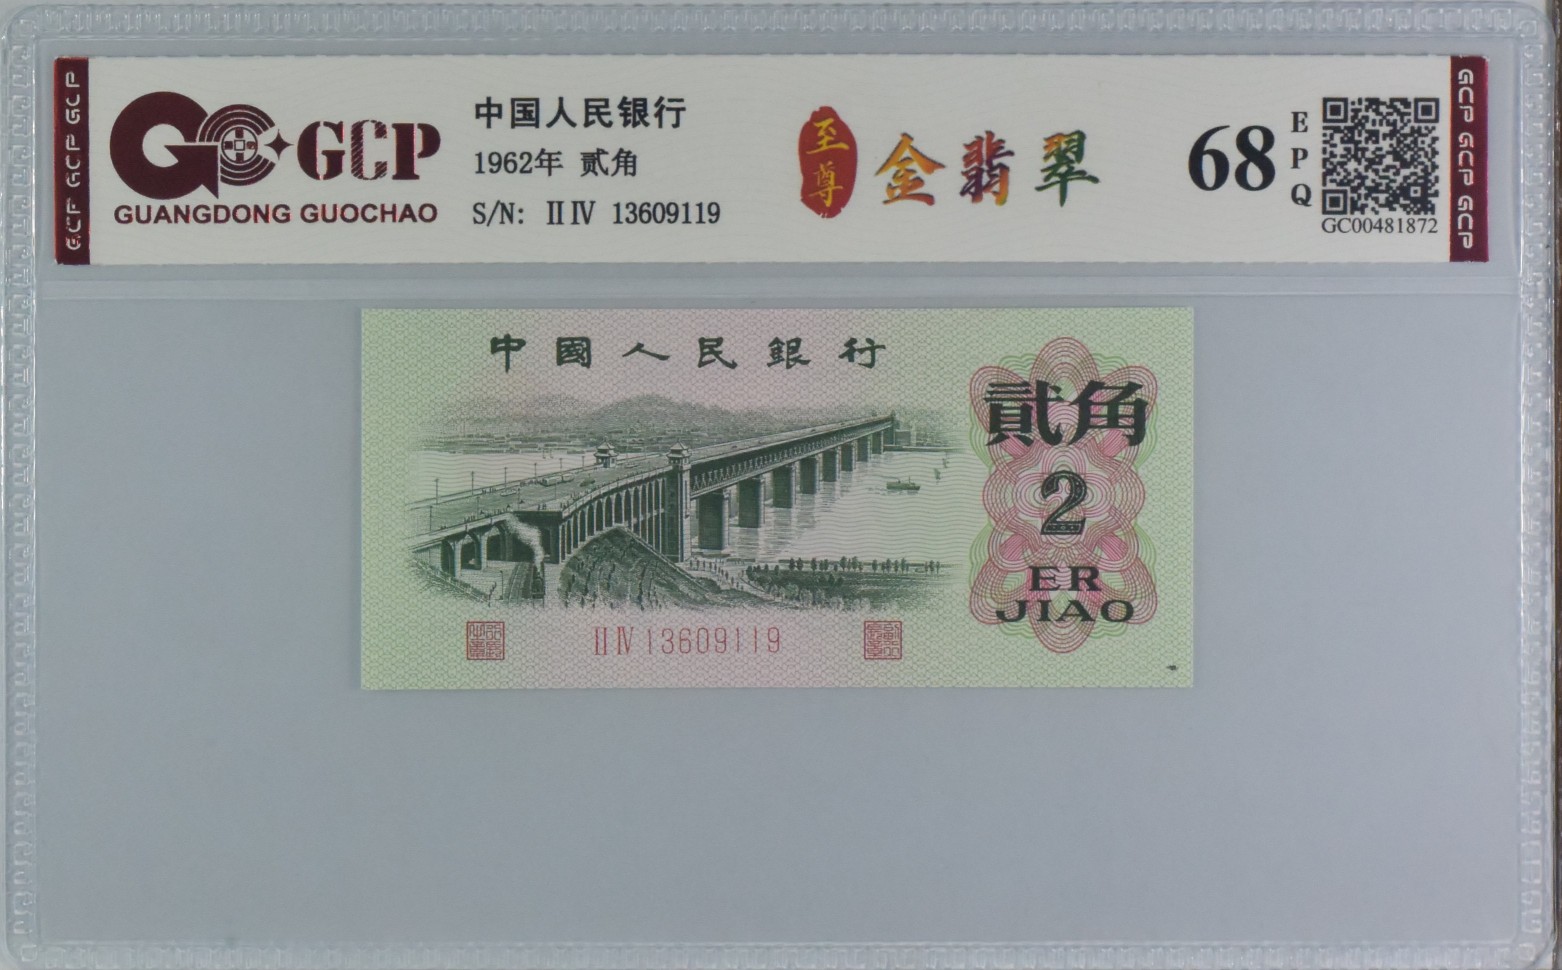 GCP GCP GCP
GCP
GUANGDONG GUOCHAO
中国人民银行
1962年 贰角
S/N: ⅡⅣ 13609119
至尊
金翡翠
68
EPQ
GC00481872
GCP GCP GCP
中國人民銀行
貳角
2
ER
JIAO
ⅡⅣ 13609119